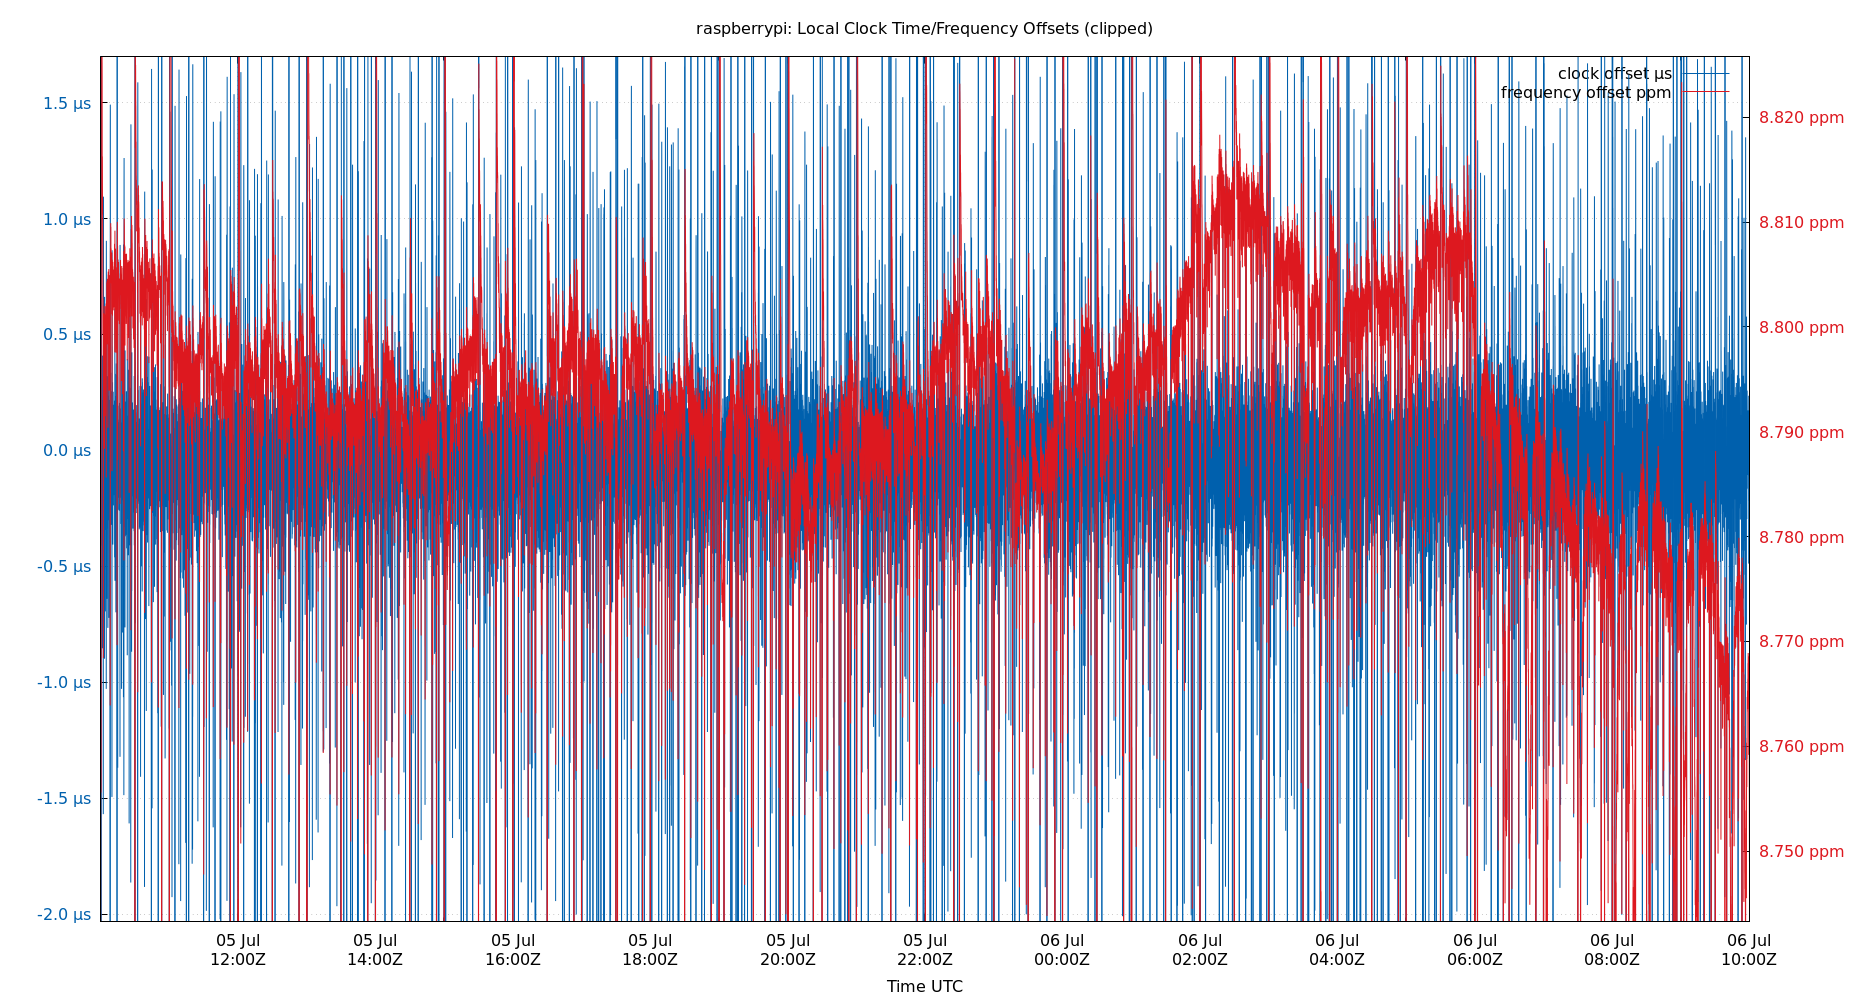 raspberrypi: Local Clock Time/Frequency Offsets (clipped)
clock offset µs
frequency offset ppm
1.5 µs
1.0 µs
0.5 µs
0.0 µs
-0.5 µs
-1.0 µs
-1.5 µs
-2.0 µs
8.820 ppm
8.810 ppm
8.800 ppm
8.790 ppm
8.780 ppm
8.770 ppm
8.760 ppm
8.750 ppm
05 Jul
12:00Z
05 Jul
14:00Z
05 Jul
16:00Z
05 Jul
18:00Z
05 Jul
20:00Z
05 Jul
22:00Z
06 Jul
00:00Z
06 Jul
02:00Z
06 Jul
04:00Z
06 Jul
06:00Z
06 Jul
08:00Z
06 Jul
10:00Z
Time UTC